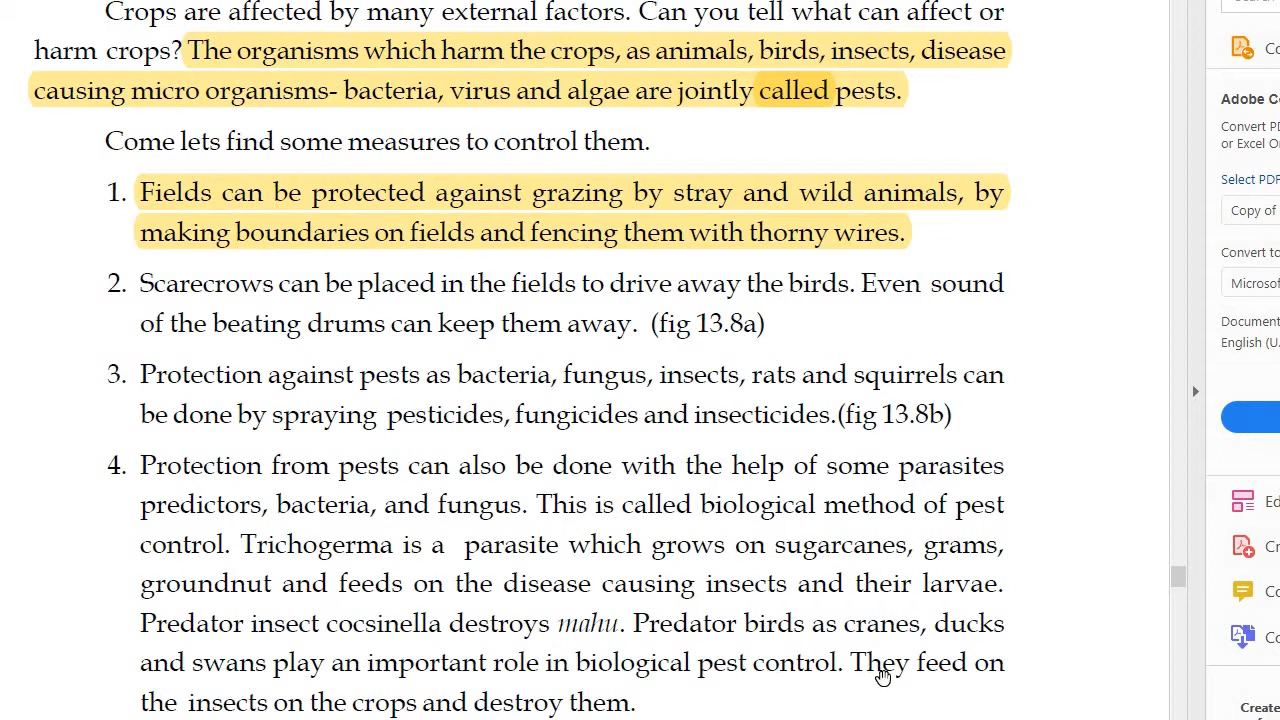 Crops are affected by many external factors. Can you tell what can affect or
harm crops? The organisms which harm the crops, as animals, birds, insects, disease
causing micro organisms- bacteria, virus and algae are jointly called pests.
Come lets find some measures to control them.
1. Fields can be protected against grazing by stray and wild animals, by
making boundaries on fields and fencing them with thorny wires.
2. Scarecrows can be placed in the fields to drive away the birds. Even sound
of the beating drums can keep them away. (fig 13.8a)
3. Protection against pests as bacteria, fungus, insects, rats and squirrels can
be done by spraying pesticides, fungicides and insecticides.(fig 13.8b)
4. Protection from pests can also be done with the help of some parasites
predictors, bacteria, and fungus. This is called biological method of pest
control. Trichogerma is a parasite which grows on sugarcanes, grams,
groundnut and feeds on the disease causing insects and their larvae.
Predator insect cocsinella destroys mahu. Predator birds as cranes, ducks
and swans play an important role in biological pest control. They feed on
the insects on the crops and destroy them.
Adobe
Convert
or Excel
Select PDF
Copy of
Convert to
Document
English
Create